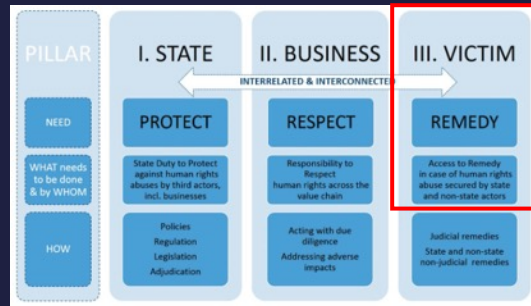 PILLAR
I. STATE
II. BUSINESS
III. VICTIM
INTERRELATED & INTERCONNECTED
NEED
PROTECT
RESPECT
REMEDY
WHAT needs
to be done
& by WHOM
State Duty to Protect
against human rights
abuses by third actors,
incl. businesses
Responsibility to
Respect
human rights across the
value chain
Access to Remedy
in case of human rights
abuse secured by state
and non-state actors
HOW
Policies
Regulation
Legislation
Adjudication
Acting with due
diligence
Addressing adverse
impacts
Judicial remedies
State and non-state
non-judicial remedies